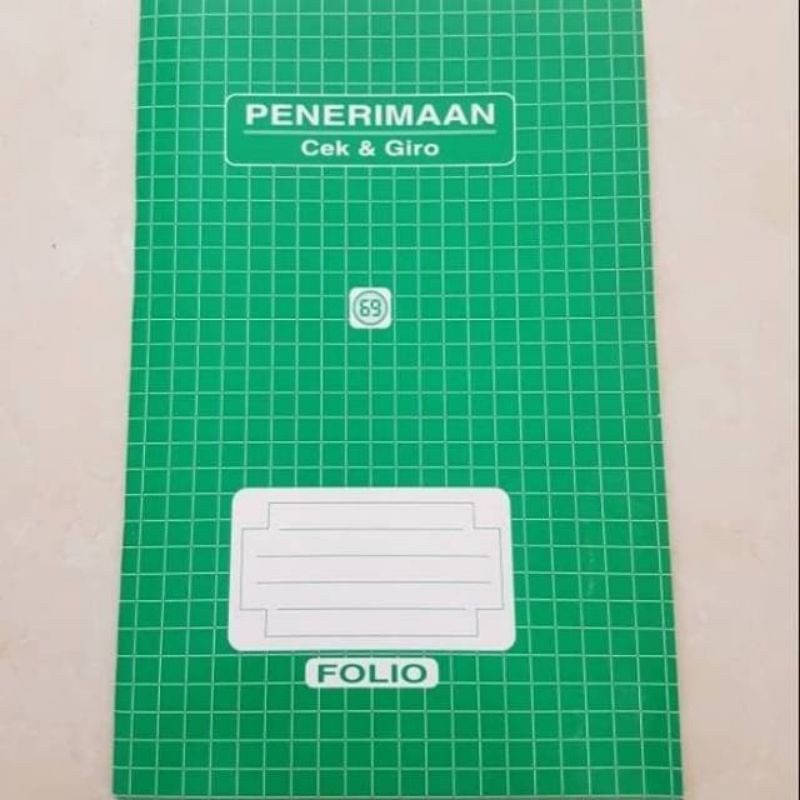 PENERIMAAN
Cek & Giro
69
FOLIO